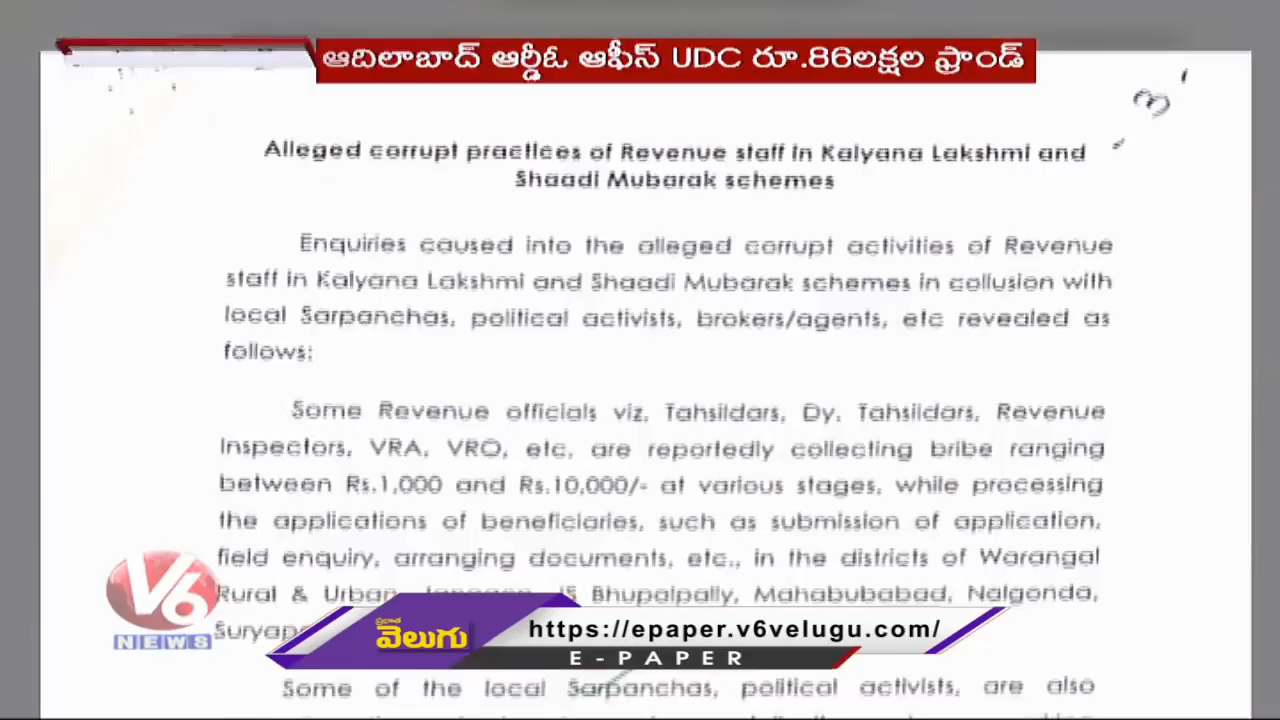 ఆదిలాబాద్ ఆర్డీఓ ఆఫీస్ UDC రూ.86లక్షల ఫ్రాండ్
3
Alleged corrupt practices of Revenue staff in Kalyana Lakshmi and
Shaadi Mubarak schemes
Enquiries caused into the alleged corrupt activities of Revenue
staff in Kalyana Lakshmi and Shaadi Mubarak schemes in collusion with
local Sarpanchas, political activists, brokers/agents, etc revealed as
follows:
Some Revenue officials viz, Tahsildars, Dy. Tahsildars, Revenue
Inspectors, VRA, VRO, etc, are reportedly collecting bribe ranging
between Rs.1,000 and Rs.10,000/- at various stages, while processing
the applications of beneficiaries, such as submission of application,
field enquiry, arranging documents, etc., in the districts of Warangal
Rural & Urban, Bhupalpally, Mahabubabad, Nalgonda,
V6
NEWS
ప్రభాత
వెలుగు
https://epaper.v6velugu.com/
E-PAPER
Some of the local Sarpanchas, political activists, are also